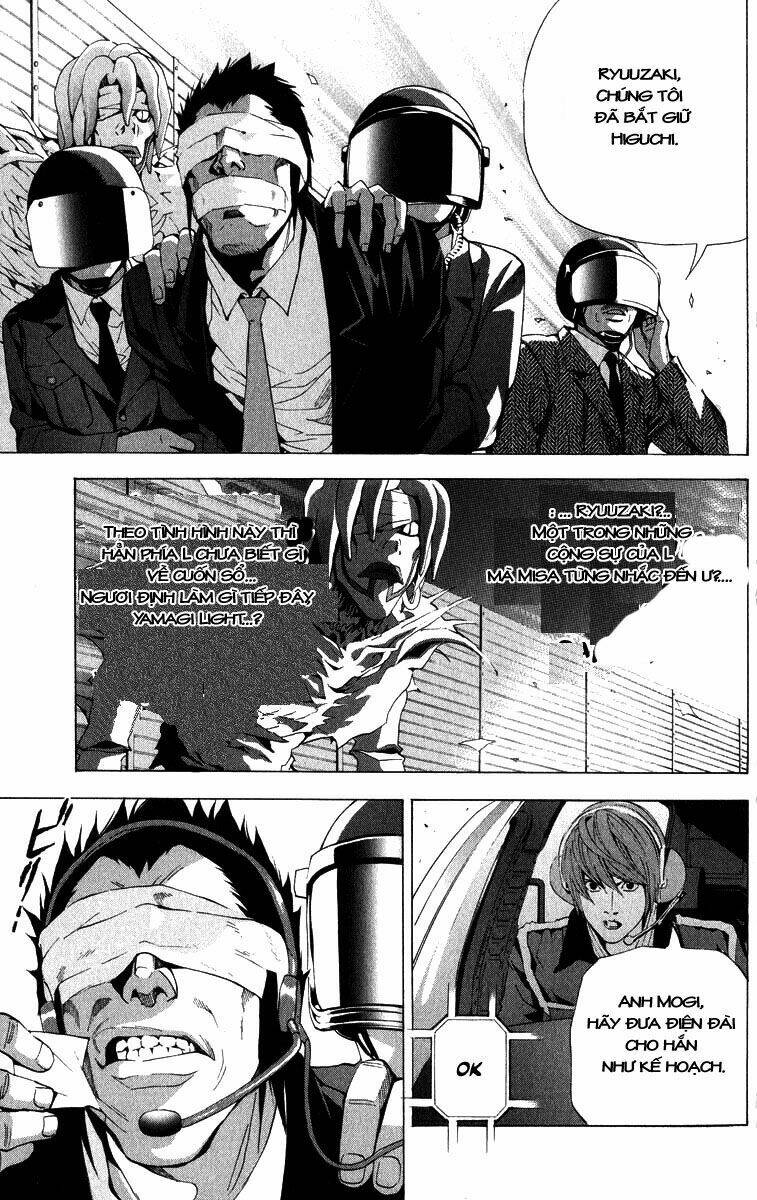 RYUUZAKI,
CHÚNG TÔI
ĐÃ BẮT GIỮ
HIGUCHI.
: ... RYUUZAKI?...
MỘT TRONG NHỮNG
CỘNG SỰ CỦA L
MÀ MISA TỪNG NHẮC ĐẾN Ư?....
THEO TÌNH HÌNH NÀY THÌ
HẲN PHÍA L CHƯA BIẾT GÌ
VỀ CUỐN SỔ...
NGƯƠI ĐỊNH LÀM GÌ TIẾP ĐÂY
YAMAGI LIGHT..?
ANH MOGI,
HÃY ĐƯA ĐIỆN ĐÀI
CHO HẮN
NHƯ KẾ HOẠCH.
OK
ビッ